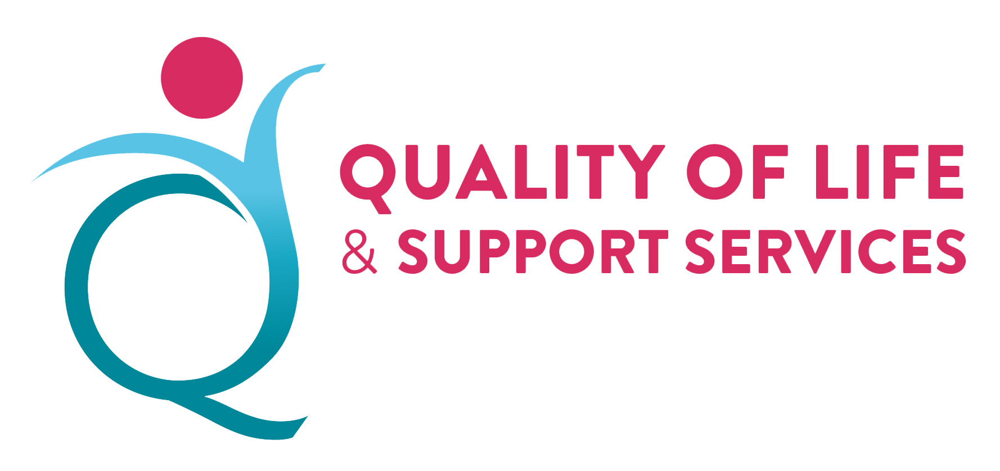 QUALITY OF LIFE
& SUPPORT SERVICES